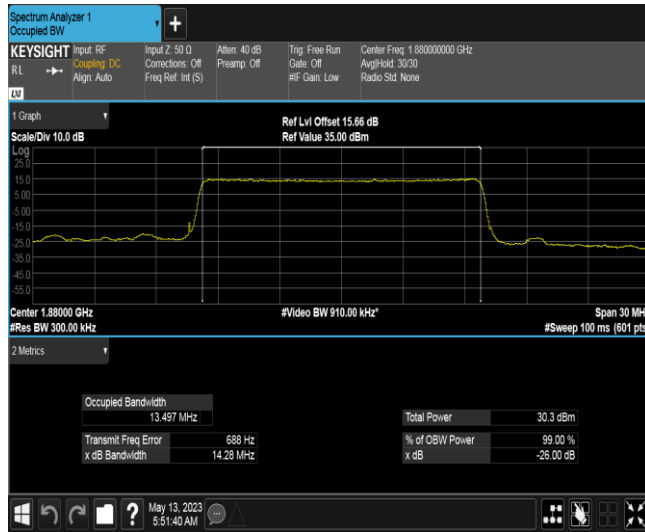 Spectrum Analyzer 1
Occupied BW
+
KEYSIGHT
R L
LXI
Input: RF
Coupling: DC
Align: Auto
Input Z: 50 Ω
Corrections: Off
Freq Ref: Int (S)
Atten: 40 dB
Preamp: Off
Trig: Free Run
Gate: Off
#IF Gain: Low
Center Freq: 1.880000000 GHz
Avg|Hold: 30/30
Radio Std: None
1 Graph
Scale/Div 10.0 dB
Ref Lvl Offset 15.66 dB
Ref Value 35.00 dBm
Log
25.0
15.0
5.00
-5.00
-15.0
-25.0
-35.0
-45.0
-55.0
Center 1.88000 GHz
#Res BW 300.00 kHz
#Video BW 910.00 kHz*
Span 30 MH
#Sweep 100 ms (601 pts
2 Metrics
Occupied Bandwidth
13.497 MHz
Transmit Freq Error 688 Hz
x dB Bandwidth 14.28 MHz
Total Power 30.3 dBm
% of OBW Power 99.00 %
x dB -26.00 dB
?
May 13, 2023
5:51:40 AM